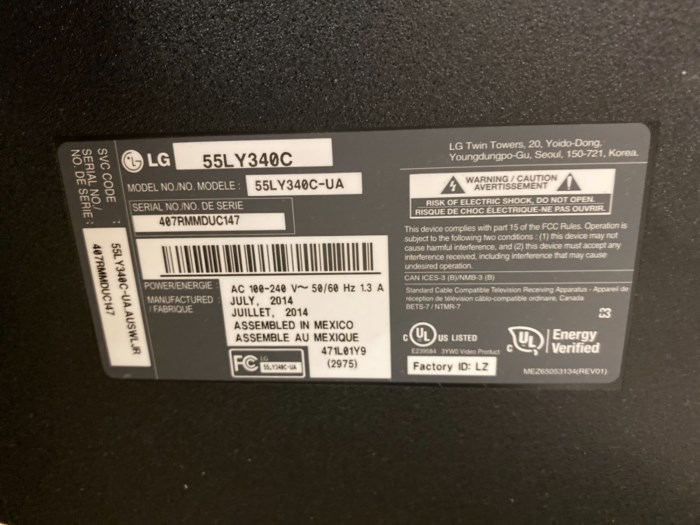 SVC CODE :
SERIAL NO./
NO. DE SERIE :
55LY340C-UA.AUSWLJR
407RMMDUC147
LG
55LY340C
MODEL NO./NO. MODELE :
55LY340C-UA
SERIAL NO./NO. DE SERIE
407RMMDUC147
POWER/ENERGIE :
AC 100-240 V~ 50/60 Hz 1.3 A
MANUFACTURED
/ FABRIQUE
JULY, 2014
JUILLET, 2014
ASSEMBLED IN MEXICO
ASSEMBLE AU MEXIQUE
FC
LG
55LY340C-UA
471L01Y9
(2975)
LG Twin Towers, 20, Yoido-Dong,
Youngdungpo-Gu, Seoul, 150-721, Korea.
WARNING / CAUTION
AVERTISSEMENT
RISK OF ELECTRIC SHOCK, DO NOT OPEN.
RISQUE DE CHOC ÉLECTRIQUE-NE PAS OUVRIR.
This device complies with part 15 of the FCC Rules. Operation is
subject to the following two conditions : (1) this device may not
cause harmful interference, and (2) this device must accept any
interference received, including interference that may cause
undesired operation.
CAN ICES-3 (B)/NMB-3 (B)
Standard Cable Compatible Television Receiving Apparatus - Appareil de
réception de télévision câblo-compatible ordinaire, Canada
BETS-7 / NTMR-7
C UL US LISTED
3YW0 Video Product
Factory ID: LZ
C UL
Energy
Verified
MEZ65053134(REV01)